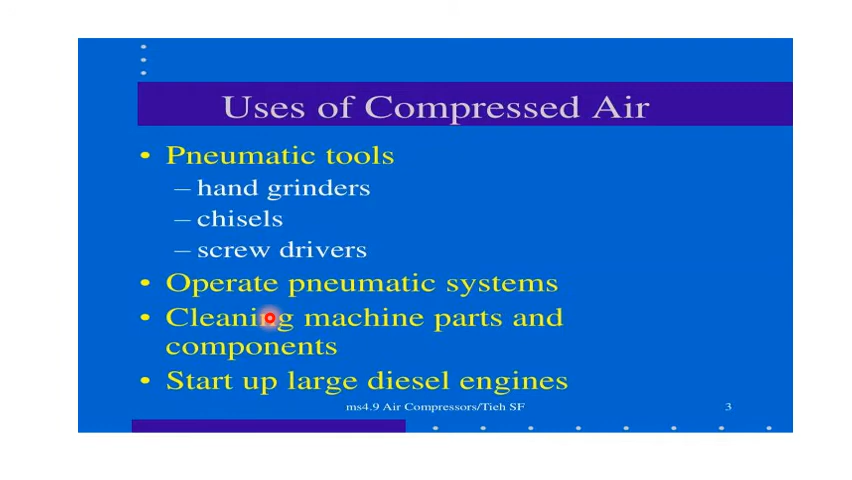 Uses of Compressed Air
• Pneumatic tools
– hand grinders
– chisels
– screw drivers
• Operate pneumatic systems
• Cleaning machine parts and
components
• Start up large diesel engines
ms4.9 Air Compressors/Tieh SF
3